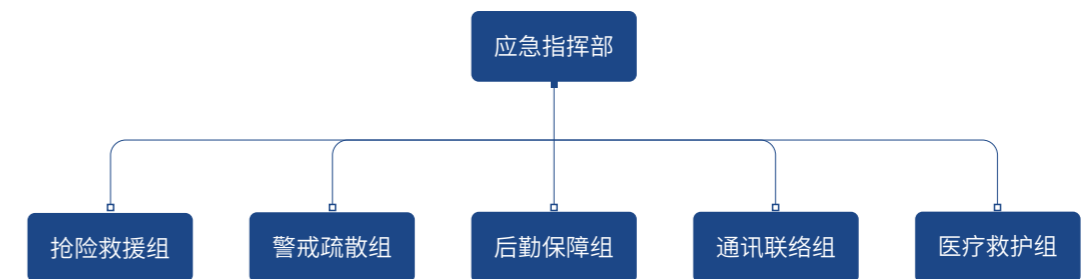 应急指挥部
抢险救援组
警戒疏散组
后勤保障组
通讯联络组
医疗救护组